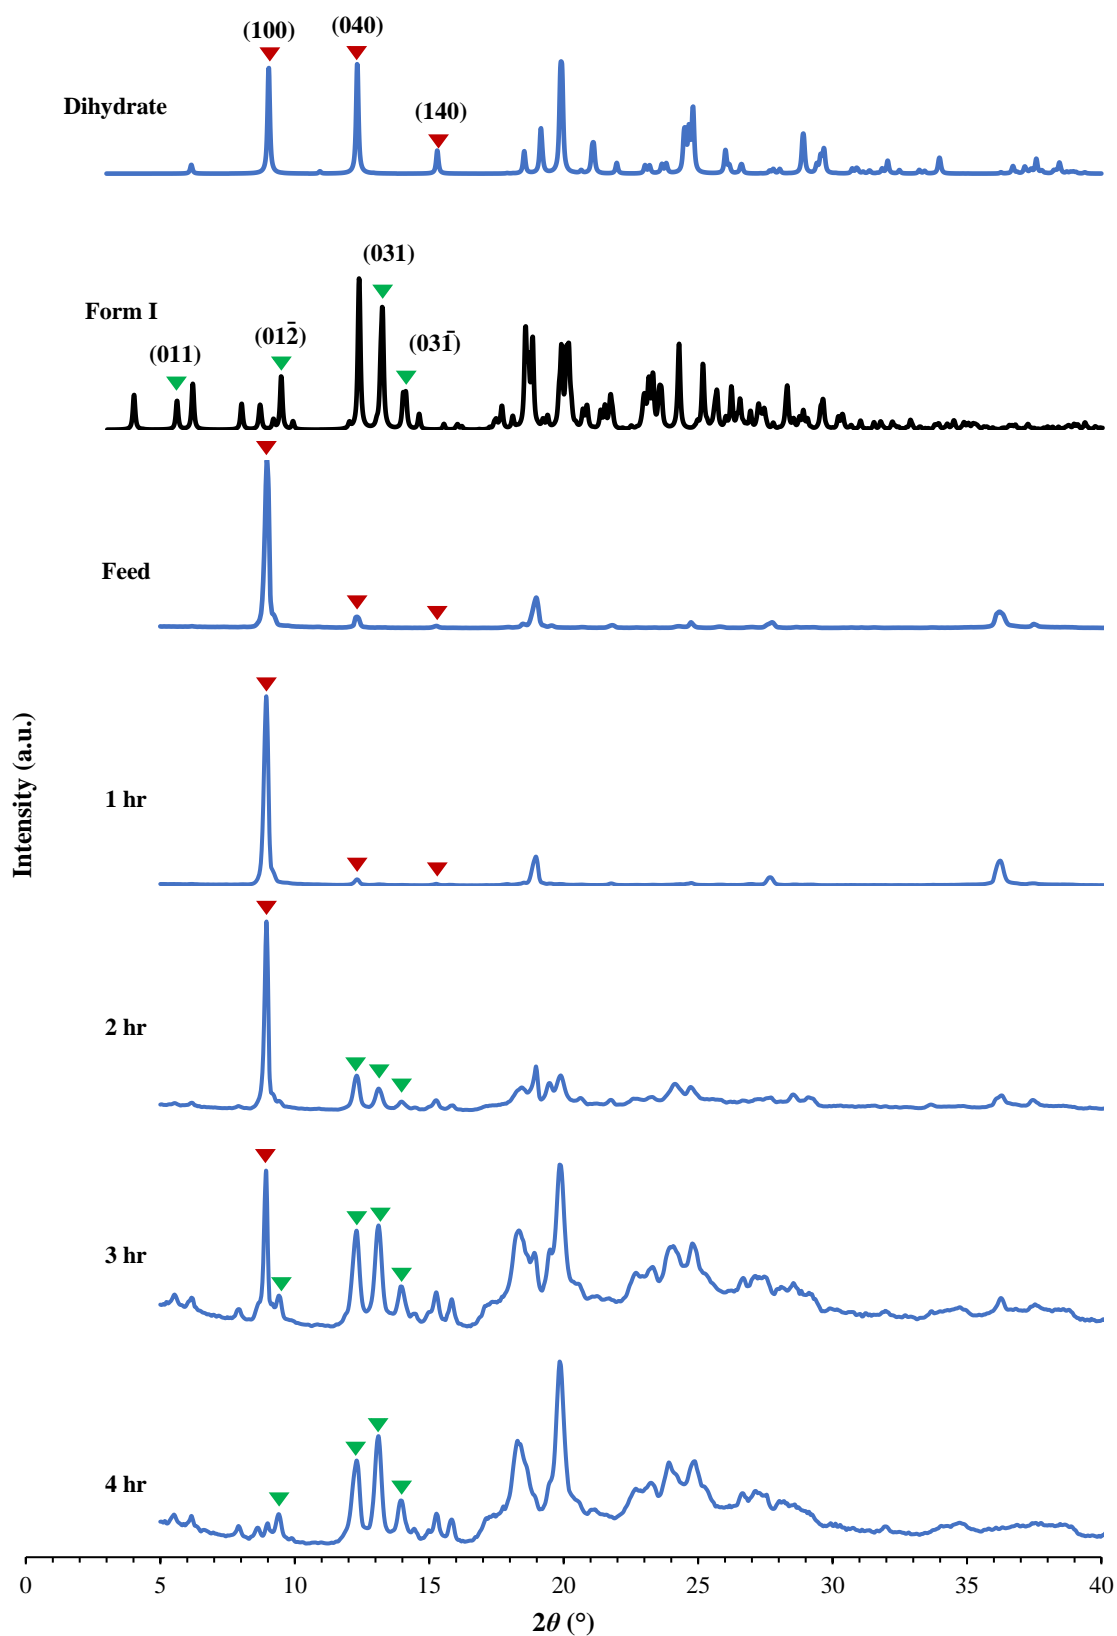 (100)
(040)
(140)
Dihydrate
(031)
Form I
(011)
(012̄)
(031̄)
Feed
1 hr
2 hr
3 hr
4 hr
Intensity (a.u.)
0 5 10 15 20 25 30 35 40
2θ (°)